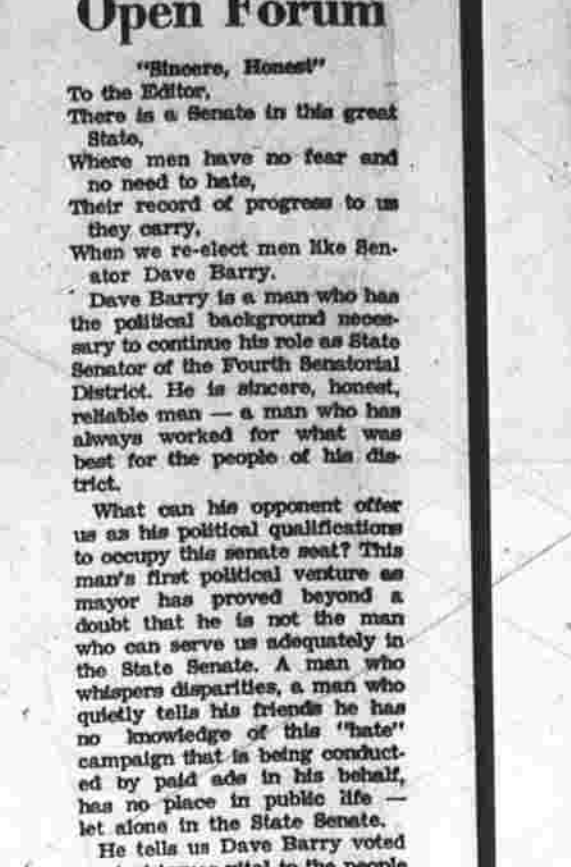 Open Forum
"Sincere, Honest"
To the Editor,
There is a Senate in this great
State,
Where men have no fear and
no need to hate,
Their record of progress to us
they carry,
When we re-elect men like Sen-
ator Dave Barry.
Dave Barry is a man who has
the political background neces-
sary to continue his role as State
Senator of the Fourth Senatorial
District. He is sincere, honest,
reliable man — a man who has
always worked for what was
best for the people of his dis-
trict.
What can his opponent offer
us as his political qualifications
to occupy this senate seat? This
man's first political venture as
mayor has proved beyond a
doubt that he is not the man
who can serve us adequately in
the State Senate. A man who
whispers disparities, a man who
quietly tells his friends he has
no knowledge of this "hate"
campaign that is being conduct-
ed by paid ads in his behalf,
has no place in public life —
let alone in the State Senate.
He tells us Dave Barry voted
vital to the people